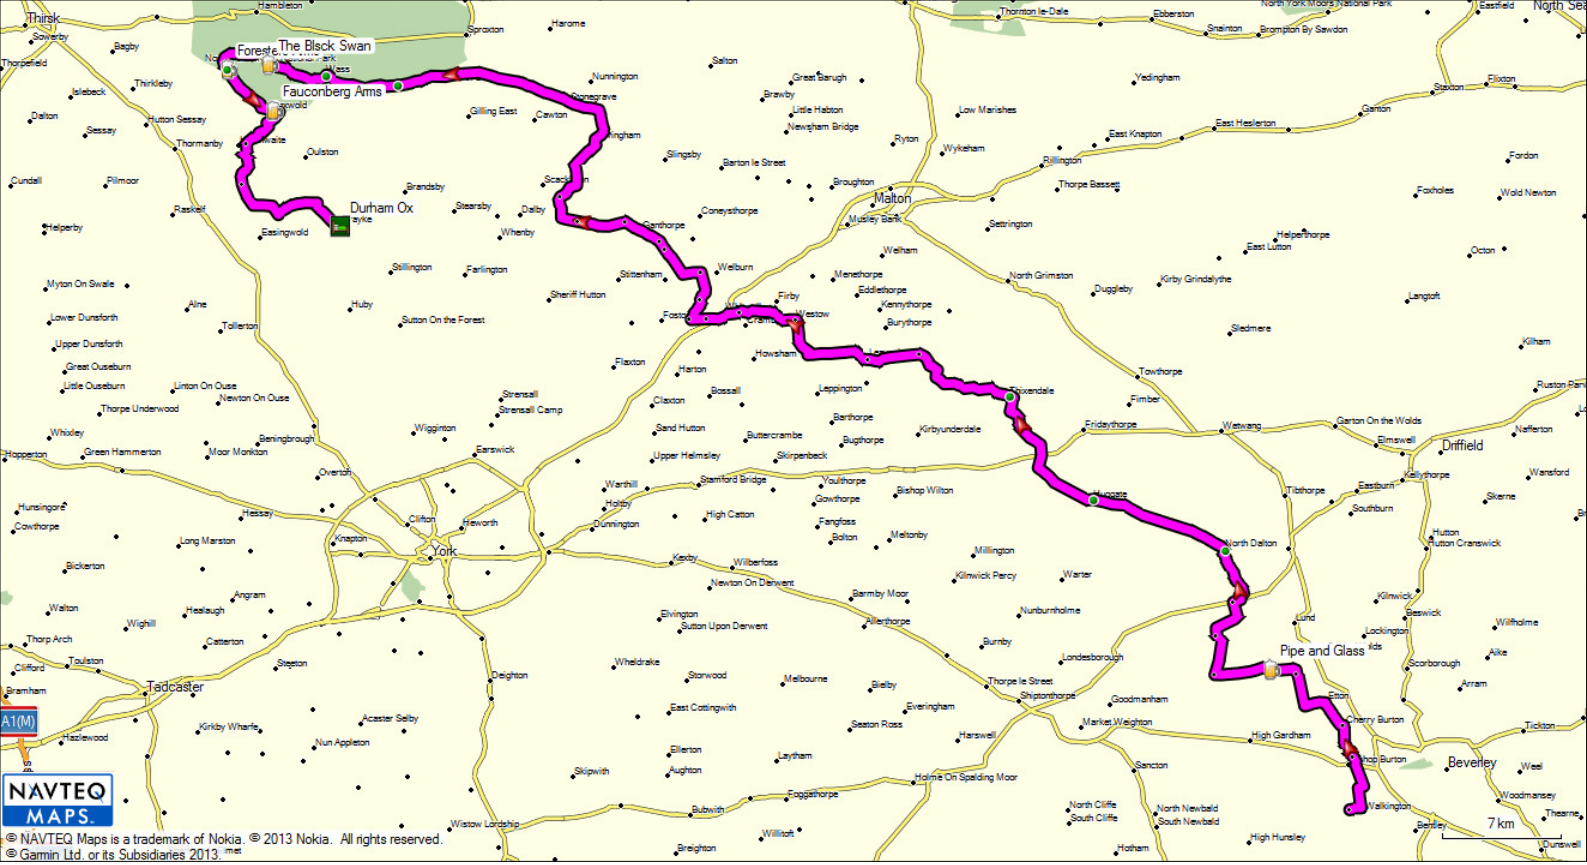 Hambleton
Thornton le-Dale
Ebberston
North York Moors National Park
Eastfield
North Sea
Thirsk
Sproxton
Harome
Snainton
Brompton By Sawdon
Sowerby
Bagby
The Blsck Swan
Thorpefield
Thirkleby
Wass
Nunnington
Salton
Great Barugh
Yedingham
Flixton
Staxton
Islebeck
Fauconberg Arms
Stonegrave
Brawby
Little Habton
Low Marishes
Ganton
Dalton
Hutton Sessay
Gilling East
Cawton
Newsham Bridge
East Knapton
East Heslerton
Sessay
Thormanby
Oulston
Slingsby
Ryton
Wykeham
Rillington
Fordon
Barton le Street
Cundall
Pilmoor
Brandsby
Broughton
Thorpe Bassett
Foxholes
Wold Newton
Malton
Raskelf
Durham Ox
Stearsby
Dalby
Coneysthorpe
Musley Bank
Settrington
Helperby
Easingwold
Whenby
Ganthorpe
Welham
Helperthorpe
East Lutton
Octon
Stillington
Farlington
Stittenham
Welburn
Menethorpe
North Grimston
Kirby Grindalythe
Myton On Swale
Sheriff Hutton
Firby
Eddlethorpe
Duggleby
Langtoft
Alne
Huby
Kennythorpe
Lower Dunsforth
Tollerton
Sutton On the Forest
Westow
Burythorpe
Sledmere
Upper Dunsforth
Flaxton
Howsham
Kilham
Great Ouseburn
Harton
Towthorpe
Little Ouseburn
Linton On Ouse
Newton On Ouse
Strensall
Bossall
Leppington
Thixendale
Fimber
Ruston Parv
Thorpe Underwood
Strensall Camp
Claxton
Barthorpe
Garton On the Wolds
Whixley
Wigginton
Sand Hutton
Buttercrambe
Bugthorpe
Kirbyunderdale
Fridaythorpe
Wetwang
Nafferton
Beningbrough
Elmswell
Driffield
Hopperton
Green Hammerton
Moor Monkton
Earswick
Upper Helmsley
Skirpenbeck
Overton
Warthill
Stamford Bridge
Youlthorpe
Bishop Wilton
Huggate
Tibthorpe
Eastburn
Kellythorpe
Wansford
Hunsingore
Hessay
Clifton
Heworth
Holtby
Gowthorpe
Southburn
Skerne
Cowthorpe
Dunnington
High Catton
Fangfoss
Hutton
Long Marston
Knapton
York
Bolton
Meltonby
North Dalton
Hutton Cranswick
Bickerton
Kexby
Wilberfoss
Millington
Warter
Angram
Newton On Derwent
Kilnwick Percy
Kilnwick
Walton
Healaugh
Elvington
Barmby Moor
Nunburnholme
Beswick
Wighill
Sutton Upon Derwent
Allerthorpe
Lund
Wilfholme
Thorp Arch
Catterton
Burnby
Lockington
Toulston
Steeton
Wheldrake
Londesborough
Pipe and Glass
Aike
Clifford
Deighton
Storwood
Melbourne
Scorborough
Bramham
Tadcaster
Bielby
Thorpe le Street
Shiptonthorpe
Goodmanham
Etton
Arram
A1(M)
Kirkby Wharfe
Acaster Selby
East Cottingwith
Everingham
Seaton Ross
Market Weighton
Cherry Burton
Tickton
Hazlewood
Nun Appleton
Ellerton
Laytham
Harswell
High Gardham
NAVTEQ
MAPS
Skipwith
Aughton
Holme On Spalding Moor
Sancton
Beverley
Weel
Bubwith
Foggathorpe
North Cliffe
South Cliffe
North Newbald
South Newbald
Walkington
Woodmansey
Wistow Lordship
Willitoft
Bentley
7 km
Thearne
© NAVTEQ Maps is a trademark of Nokia. © 2013 Nokia. All rights reserved.
© Garmin Ltd. or its Subsidiaries 2013.
Breighton
Hotham
High Hunsley
Dunswell